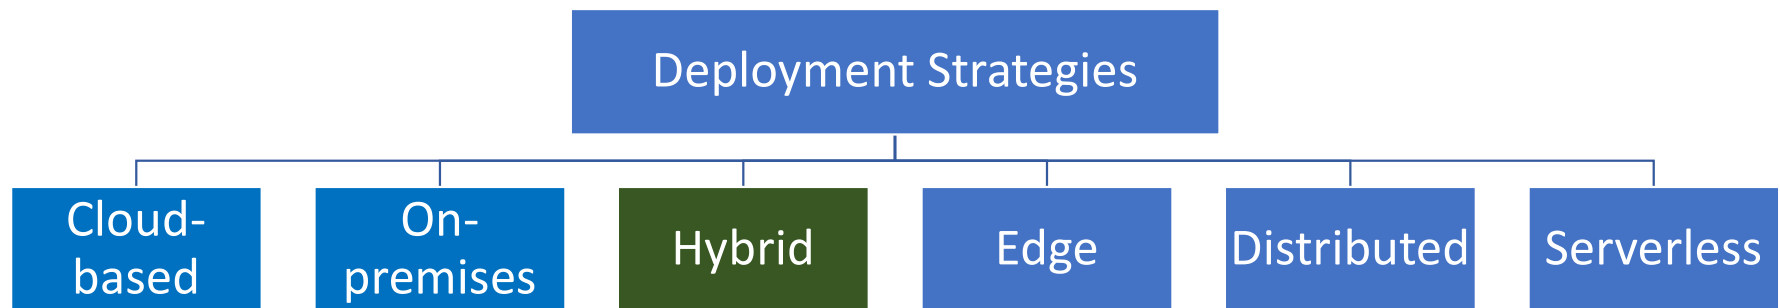 Deployment Strategies
Cloud-
based
On-
premises
Hybrid
Edge
Distributed
Serverless